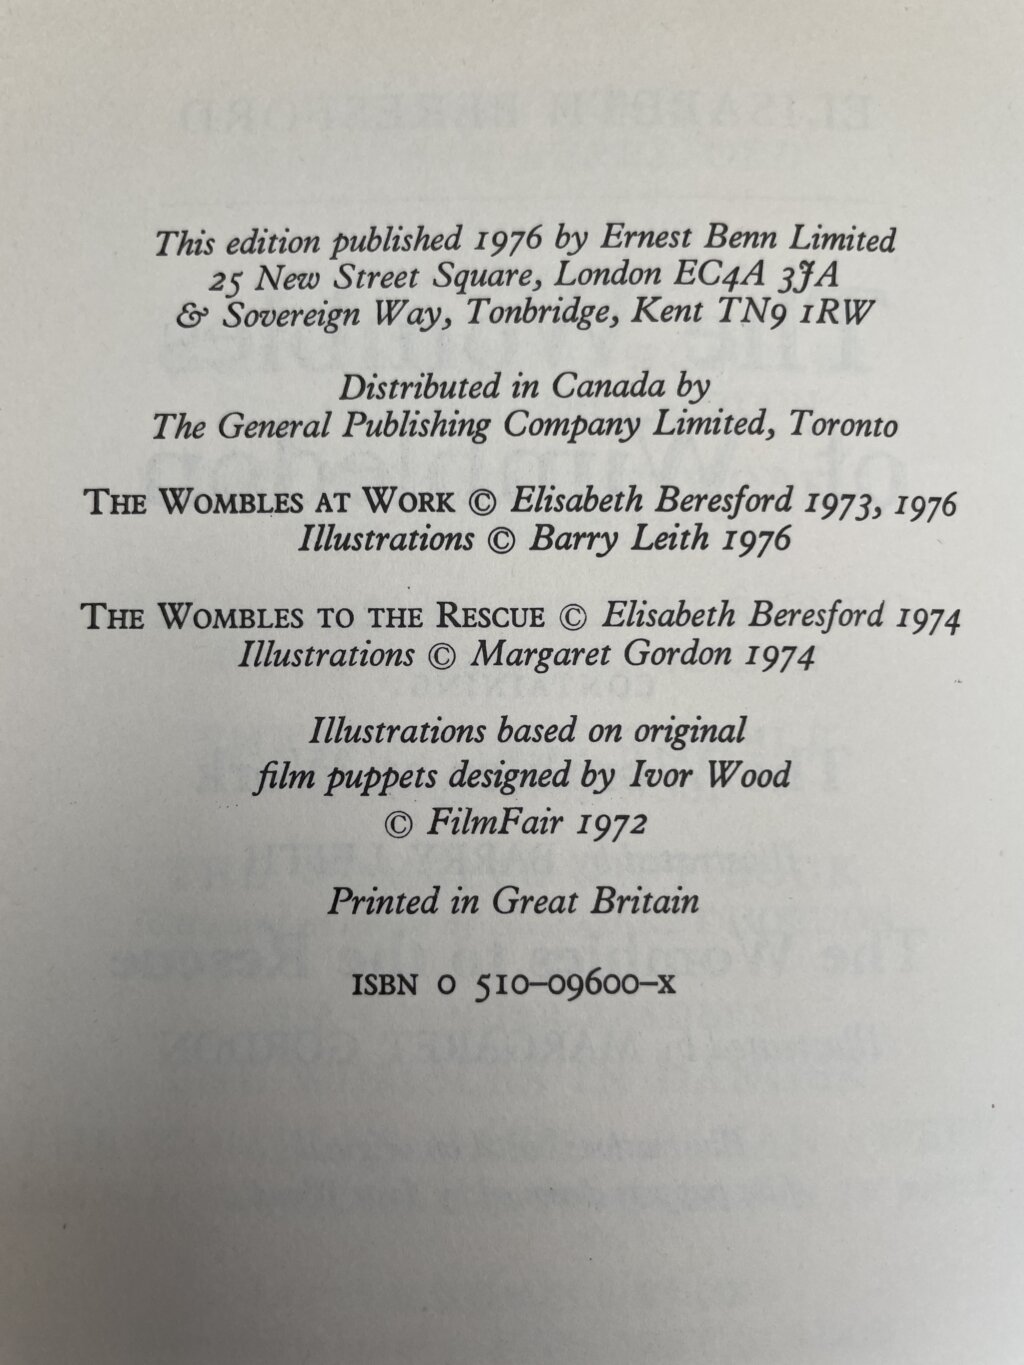 This edition published 1976 by Ernest Benn Limited
25 New Street Square, London EC4A 3JA
& Sovereign Way, Tonbridge, Kent TN9 1RW
Distributed in Canada by
The General Publishing Company Limited, Toronto
THE WOMBLES AT WORK © Elisabeth Beresford 1973, 1976
Illustrations © Barry Leith 1976
THE WOMBLES TO THE RESCUE © Elisabeth Beresford 1974
Illustrations © Margaret Gordon 1974
Illustrations based on original
film puppets designed by Ivor Wood
© FilmFair 1972
Printed in Great Britain
ISBN 0 510–09600–X